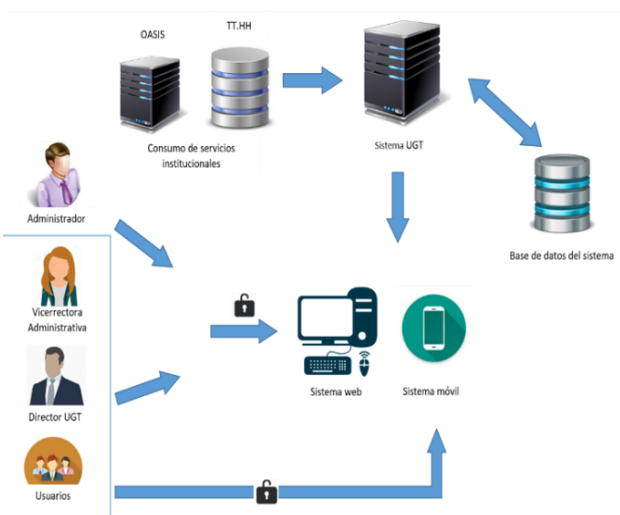 OASIS
TT.HH
Consumo de servicios
institucionales
Sistema UGT
Administrador
Base de datos del sistema
Vicerrectora
Administrativa
Sistema web
Sistema móvil
Director UGT
Usuarios